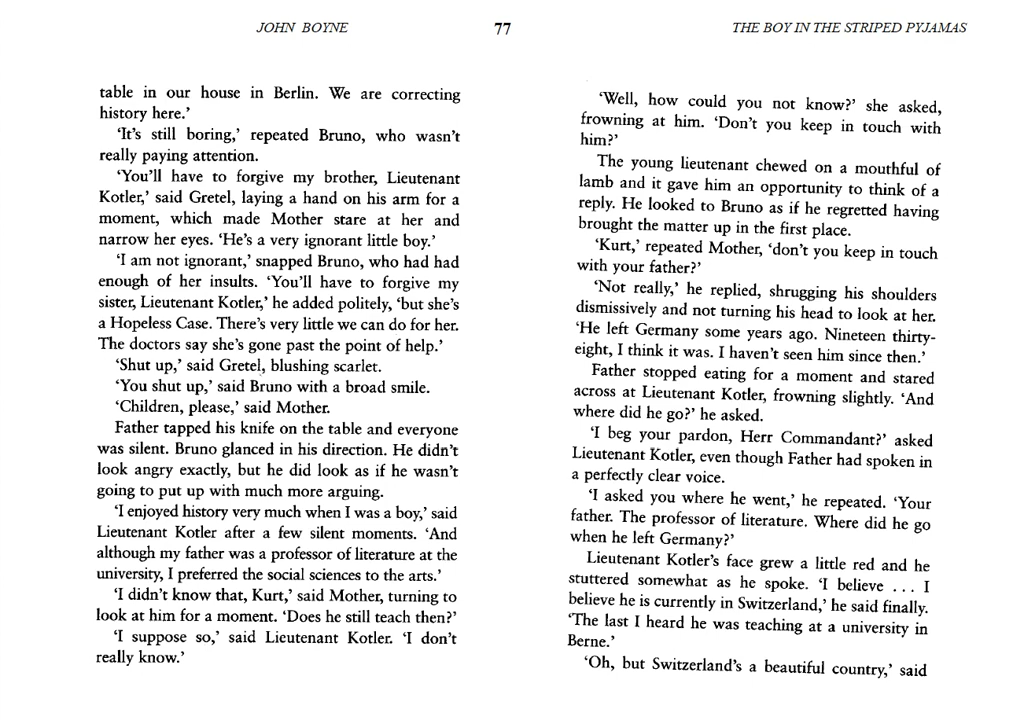 JOHN BOYNE
77
THE BOY IN THE STRIPED PYJAMAS
table in our house in Berlin. We are correcting
history here.’
‘It’s still boring,’ repeated Bruno, who wasn’t
really paying attention.
‘You’ll have to forgive my brother, Lieutenant
Kotler,’ said Gretel, laying a hand on his arm for a
moment, which made Mother stare at her and
narrow her eyes. ‘He’s a very ignorant little boy.’
‘I am not ignorant,’ snapped Bruno, who had had
enough of her insults. ‘You’ll have to forgive my
sister, Lieutenant Kotler,’ he added politely, ‘but she’s
a Hopeless Case. There’s very little we can do for her.
The doctors say she’s gone past the point of help.’
‘Shut up,’ said Gretel, blushing scarlet.
‘You shut up,’ said Bruno with a broad smile.
‘Children, please,’ said Mother.
Father tapped his knife on the table and everyone
was silent. Bruno glanced in his direction. He didn’t
look angry exactly, but he did look as if he wasn’t
going to put up with much more arguing.
‘I enjoyed history very much when I was a boy,’ said
Lieutenant Kotler after a few silent moments. ‘And
although my father was a professor of literature at the
university, I preferred the social sciences to the arts.’
‘I didn’t know that, Kurt,’ said Mother, turning to
look at him for a moment. ‘Does he still teach then?’
‘I suppose so,’ said Lieutenant Kotler. ‘I don’t
really know.’
‘Well, how could you not know?’ she asked,
frowning at him. ‘Don’t you keep in touch with
him?’
The young lieutenant chewed on a mouthful of
lamb and it gave him an opportunity to think of a
reply. He looked to Bruno as if he regretted having
brought the matter up in the first place.
‘Kurt,’ repeated Mother, ‘don’t you keep in touch
with your father?’
‘Not really,’ he replied, shrugging his shoulders
dismissively and not turning his head to look at her.
‘He left Germany some years ago. Nineteen thirty-
eight, I think it was. I haven’t seen him since then.’
Father stopped eating for a moment and stared
across at Lieutenant Kotler, frowning slightly. ‘And
where did he go?’ he asked.
‘I beg your pardon, Herr Commandant?’ asked
Lieutenant Kotler, even though Father had spoken in
a perfectly clear voice.
‘I asked you where he went,’ he repeated. ‘Your
father. The professor of literature. Where did he go
when he left Germany?’
Lieutenant Kotler’s face grew a little red and he
stuttered somewhat as he spoke. ‘I believe . . . I
believe he is currently in Switzerland,’ he said finally.
‘The last I heard he was teaching at a university in
Berne.’
‘Oh, but Switzerland’s a beautiful country,’ said